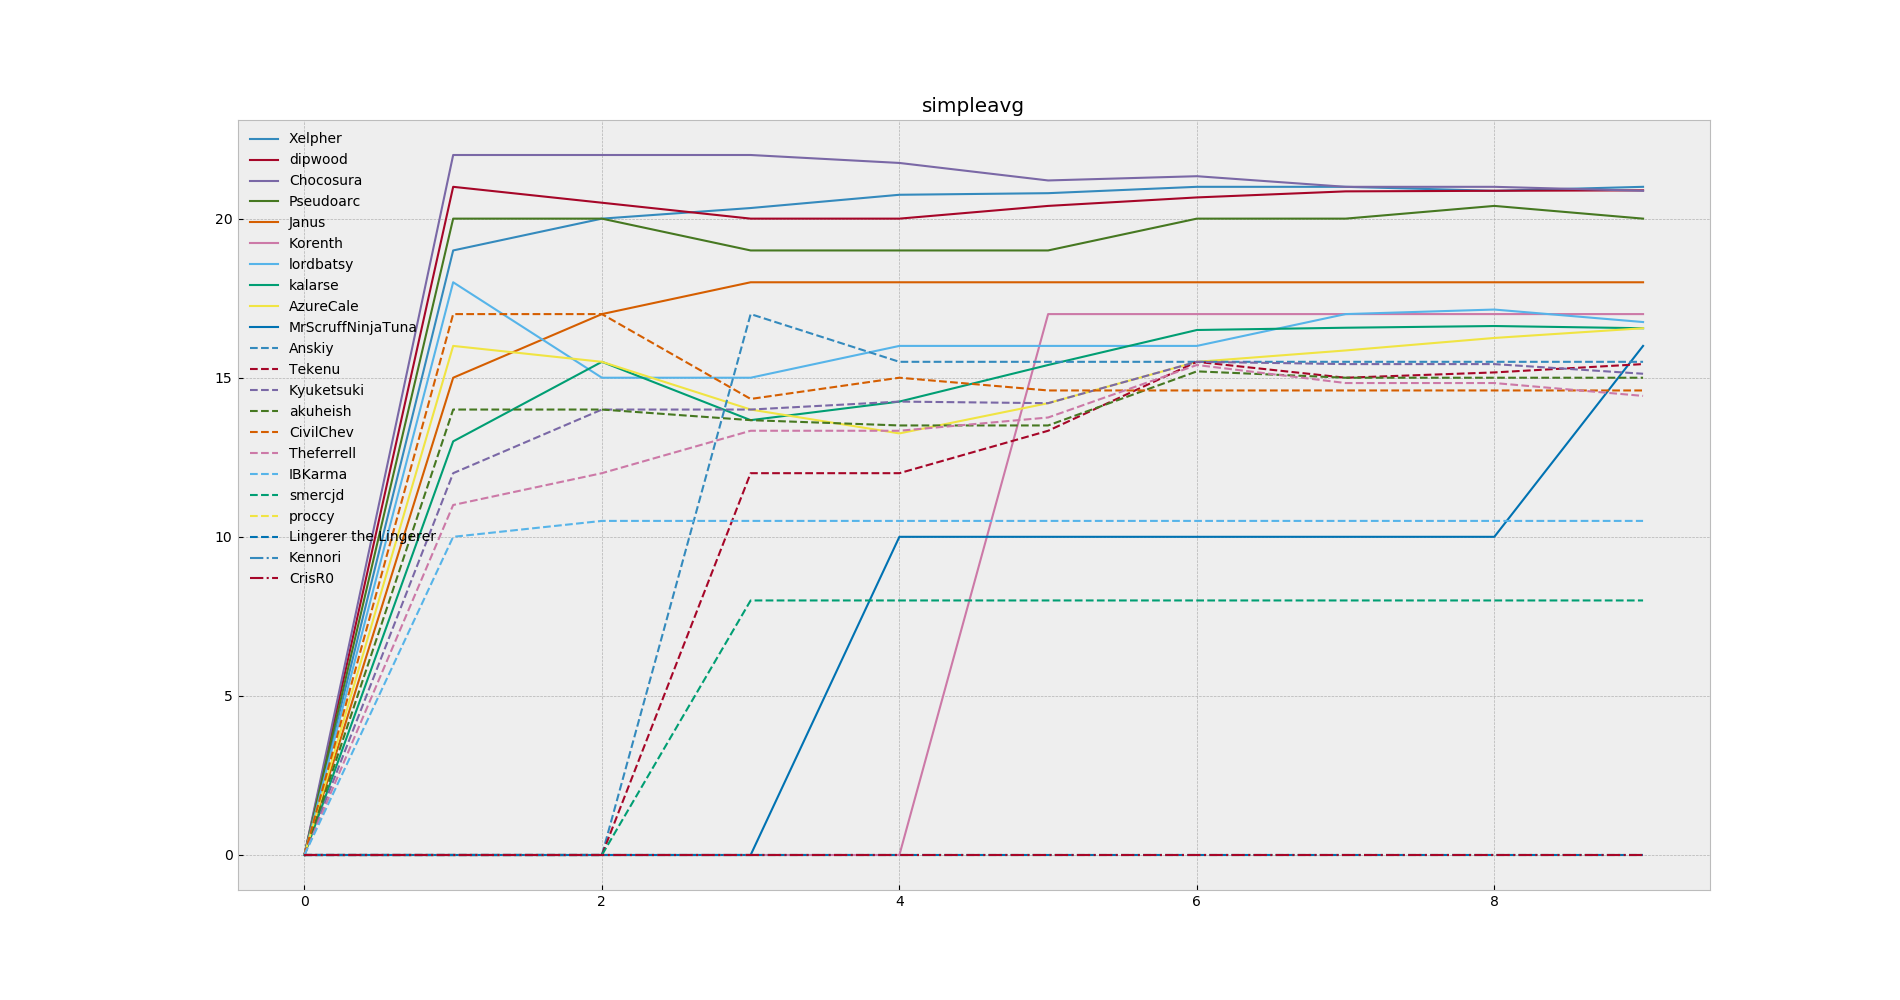 simpleavg
Xelpher
dipwood
Chocosura
Pseudoarc
Janus
Korenth
lordbatsy
kalarse
AzureCale
MrScruffNinjaTuna
Anskiy
Tekenu
Kyuketsuki
akuheish
CivilChev
Theferrell
IBKarma
smercjd
proccy
Lingerer the Lingerer
Kennori
CrisR0
20
15
10
5
0
0 2 4 6 8